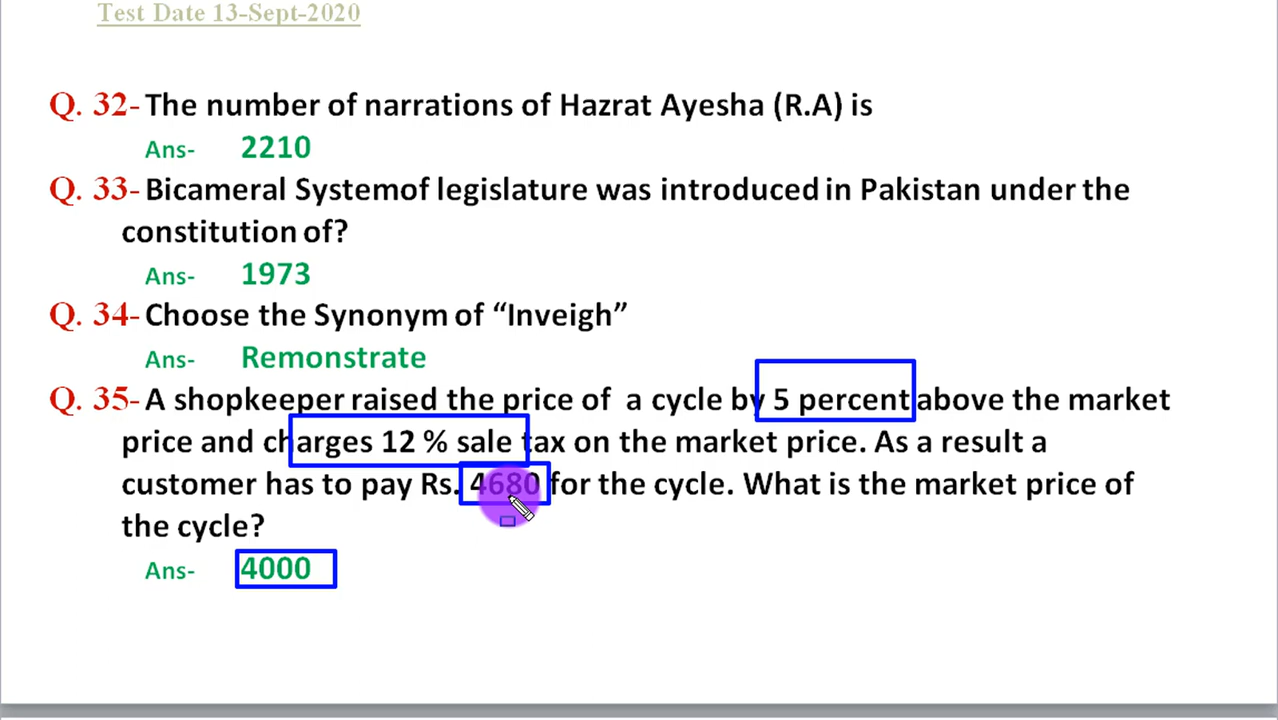 Test Date 13-Sept-2020
Q. 32- The number of narrations of Hazrat Ayesha (R.A) is
Ans- 2210
Q. 33- Bicameral Systemof legislature was introduced in Pakistan under the
constitution of?
Ans- 1973
Q. 34- Choose the Synonym of “Inveigh”
Ans- Remonstrate
Q. 35- A shopkeeper raised the price of a cycle by 5 percent above the market
price and charges 12 % sale tax on the market price. As a result a
customer has to pay Rs. 4680 for the cycle. What is the market price of
the cycle?
Ans- 4000